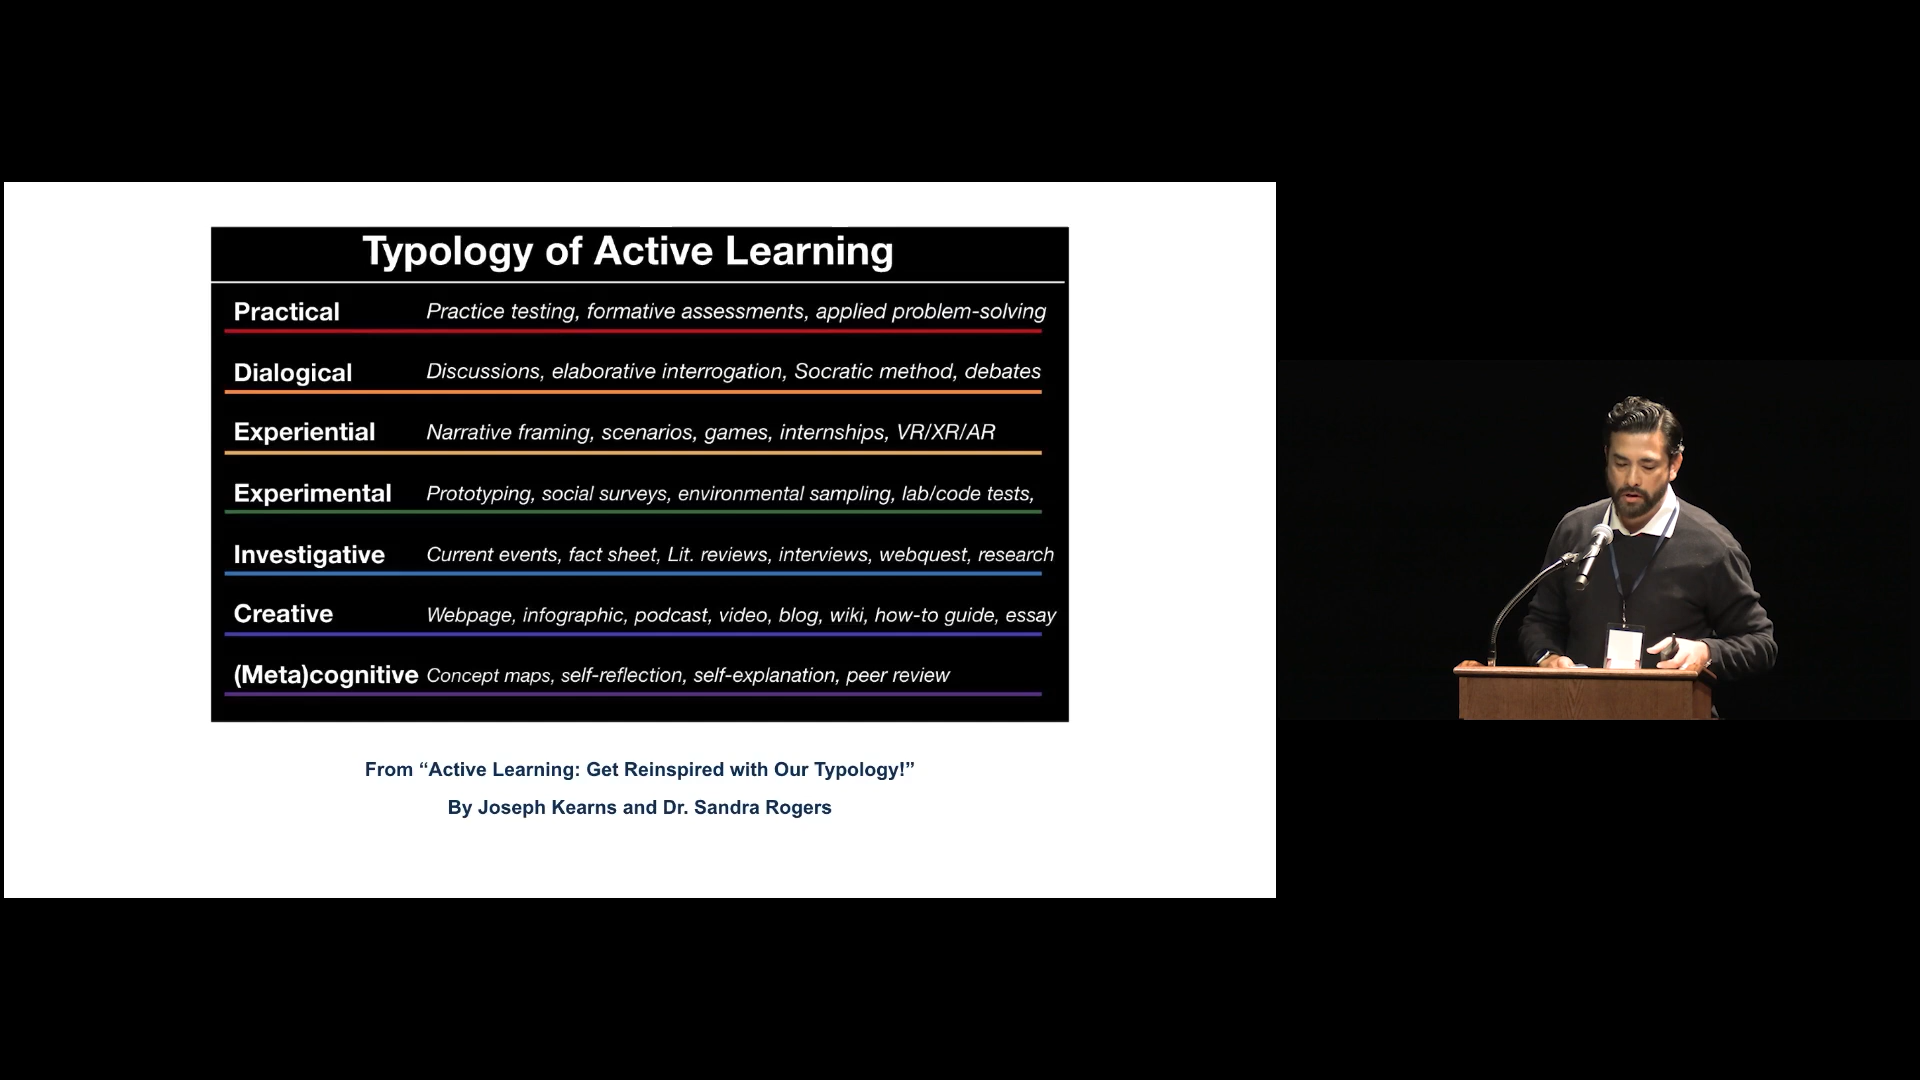 Typology of Active Learning
Practical Practice testing, formative assessments, applied problem-solving
Dialogical Discussions, elaborative interrogation, Socratic method, debates
Experiential Narrative framing, scenarios, games, internships, VR/XR/AR
Experimental Prototyping, social surveys, environmental sampling, lab/code tests,
Investigative Current events, fact sheet, Lit. reviews, interviews, webquest, research
Creative Webpage, infographic, podcast, video, blog, wiki, how-to guide, essay
(Meta)cognitive Concept maps, self-reflection, self-explanation, peer review
From “Active Learning: Get Reinspired with Our Typology!”
By Joseph Kearns and Dr. Sandra Rogers